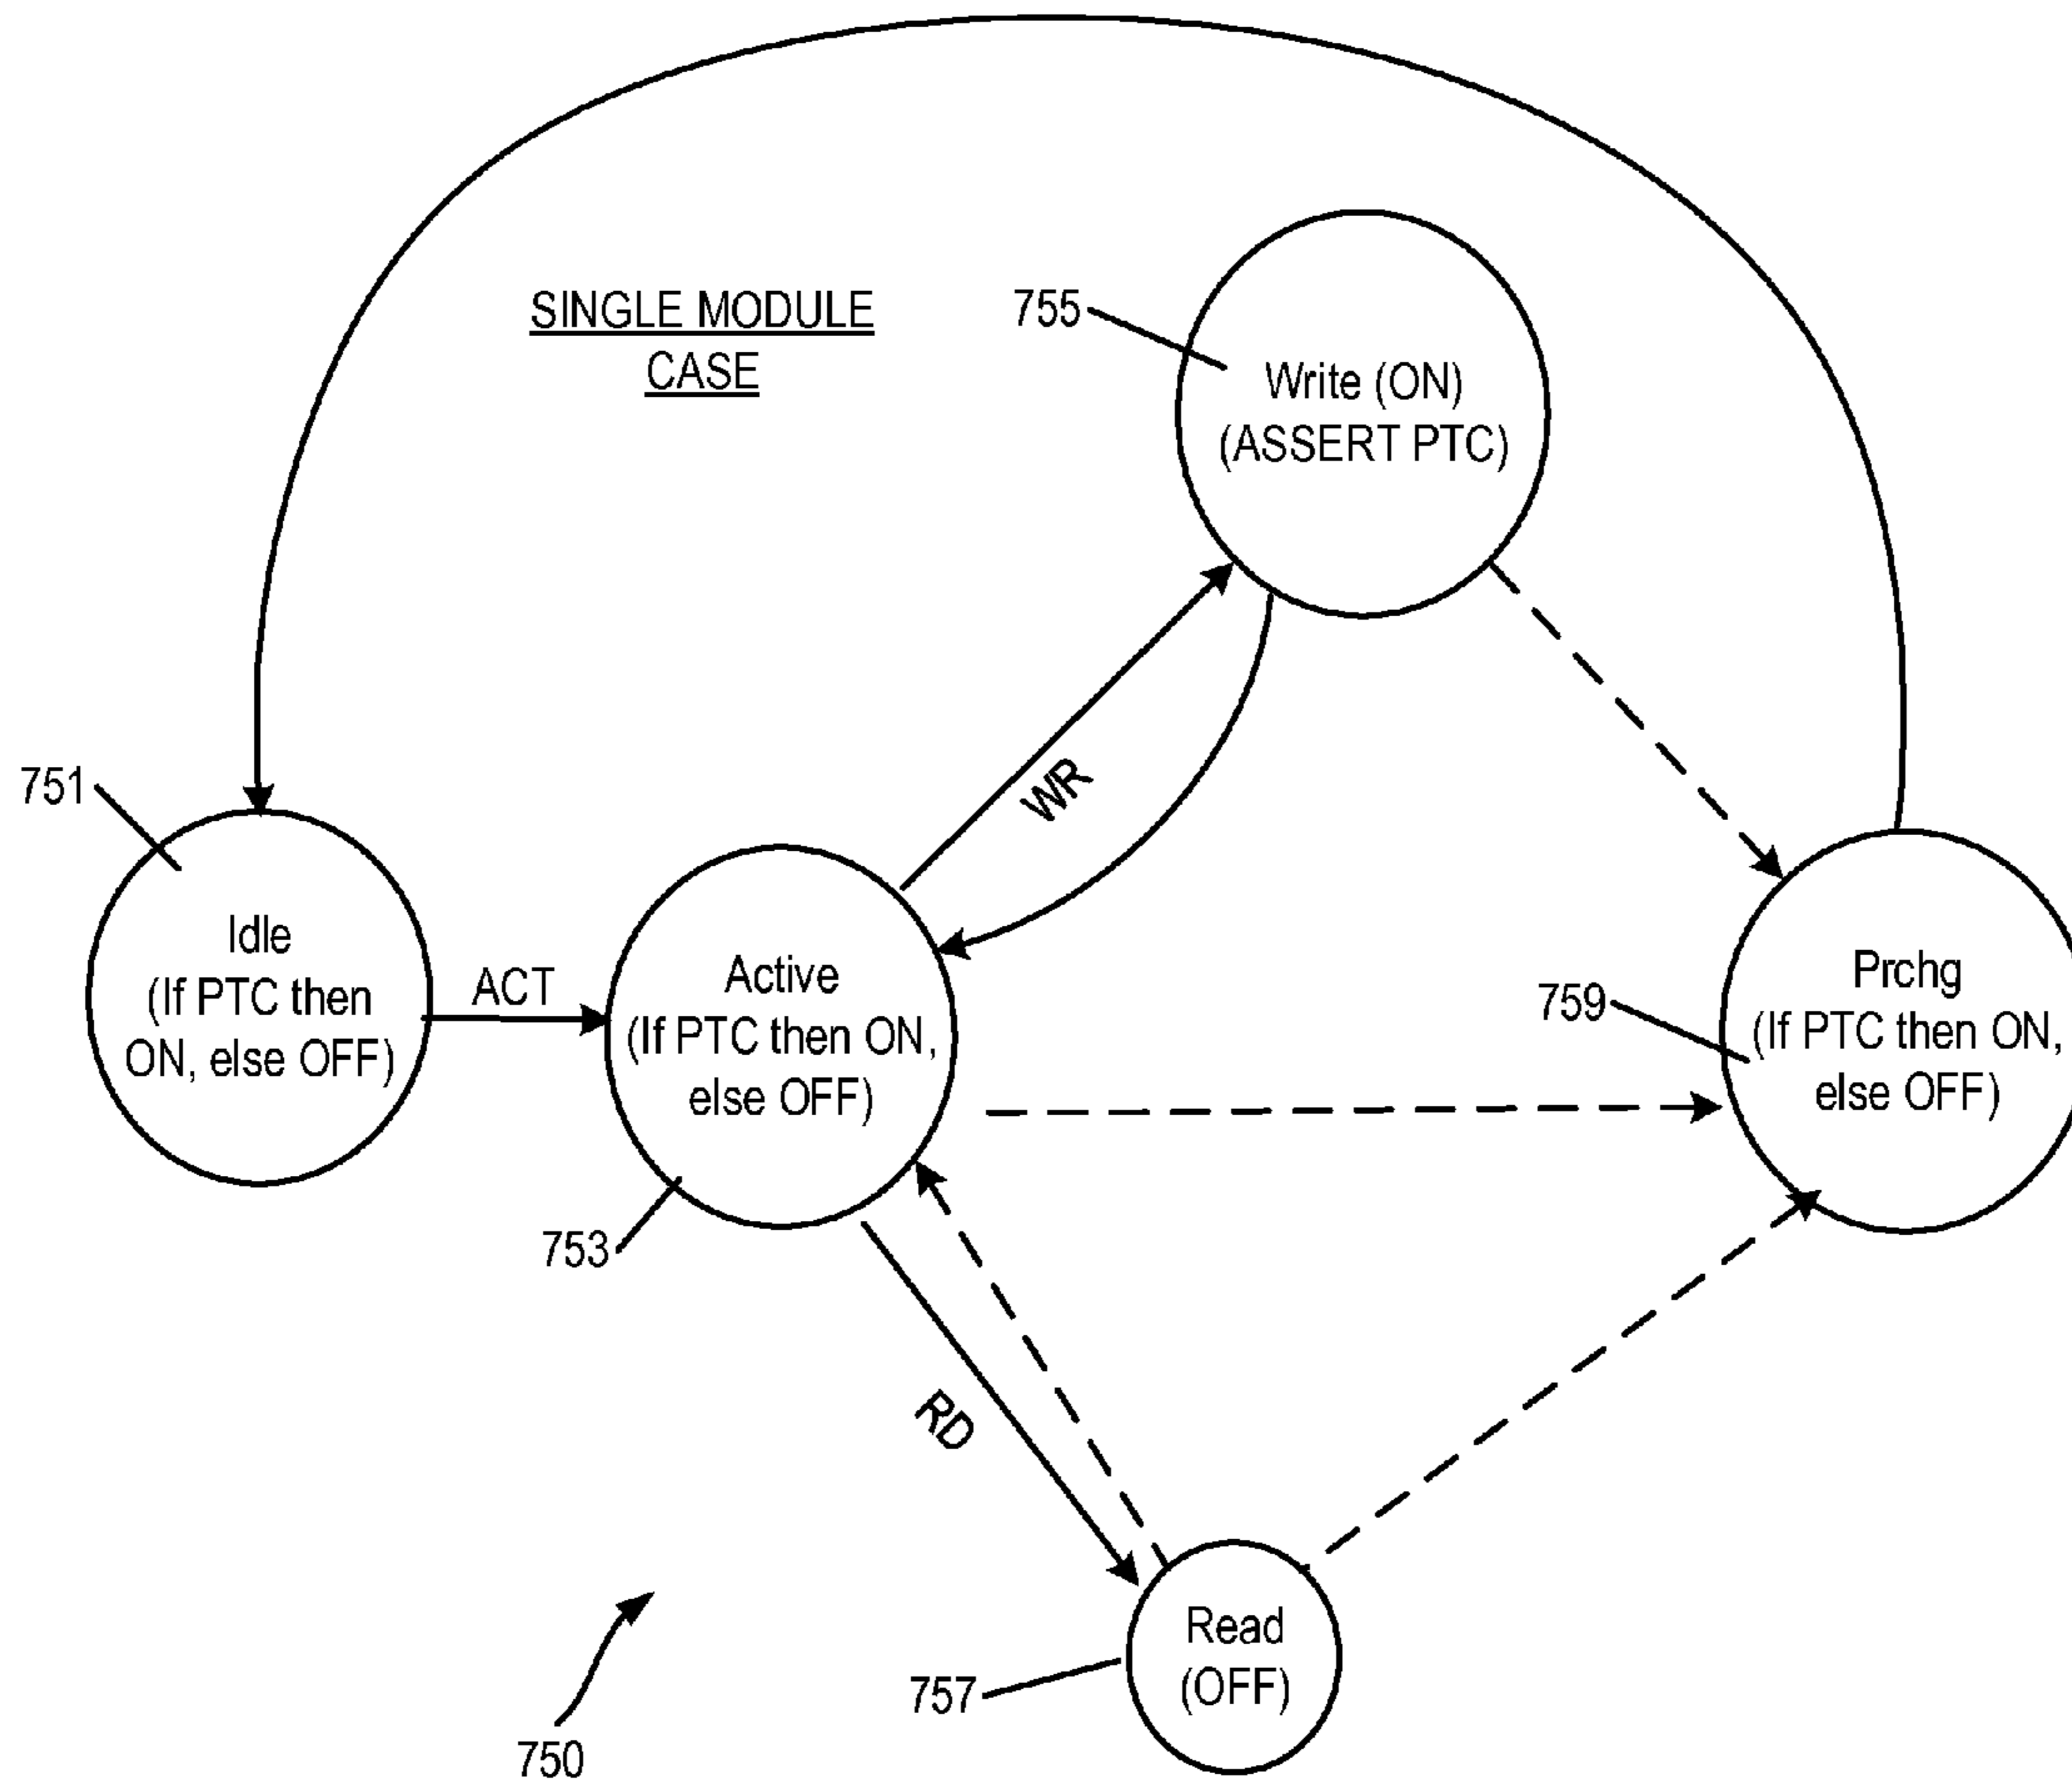 SINGLE MODULE
CASE
755
Write (ON)
(ASSERT PTC)
WR
751
Idle
(If PTC then
ON, else OFF)
ACT
Active
(If PTC then ON,
else OFF)
753
759
Prchg
(If PTC then ON,
else OFF)
RD
Read
(OFF)
757
750